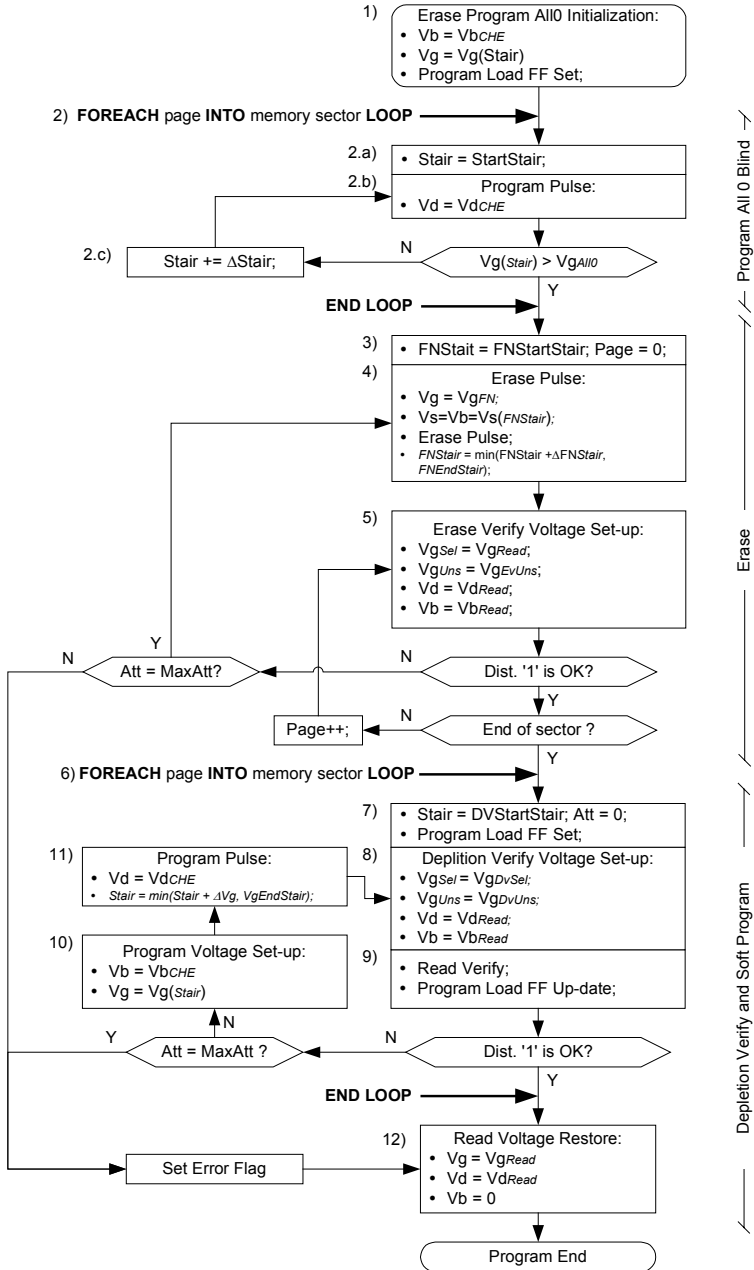 1)
Erase Program All0 Initialization:
• Vb = VbCHE
• Vg = Vg(Stair)
• Program Load FF Set;
2) FOREACH page INTO memory sector LOOP
2.a)
• Stair = StartStair;
2.b)
Program Pulse:
• Vd = VdCHE
2.c)
Stair += ΔStair;
N
Vg(Stair) > VgAll0
Y
END LOOP
Program All 0 Blind
3)
• FNStait = FNStartStair; Page = 0;
4)
Erase Pulse:
• Vg = VgFN;
• Vs=Vb=Vs(FNStair);
• Erase Pulse;
• FNStair = min(FNStair +ΔFNStair,
FNEndStair);
5)
Erase Verify Voltage Set-up:
• VgSel = VgRead;
• VgUns = VgEvUns;
• Vd = VdRead;
• Vb = VbRead;
Erase
N
Y
Att = MaxAtt?
N
Dist. '1' is OK?
Y
Page++;
N
End of sector ?
Y
6) FOREACH page INTO memory sector LOOP
7)
• Stair = DVStartStair; Att = 0;
• Program Load FF Set;
8)
Deplition Verify Voltage Set-up:
• VgSel = VgDvSel;
• VgUns = VgDvUns;
• Vd = VdRead;
• Vb = VbRead
11)
Program Pulse:
• Vd = VdCHE
• Stair = min(Stair + ΔVg, VgEndStair);
10)
Program Voltage Set-up:
• Vb = VbCHE
• Vg = Vg(Stair)
9)
• Read Verify;
• Program Load FF Up-date;
N
Y
Att = MaxAtt ?
N
Dist. '1' is OK?
Y
END LOOP
Depletion Verify and Soft Program
12)
Read Voltage Restore:
• Vg = VgRead
• Vd = VdRead
• Vb = 0
Set Error Flag
Program End